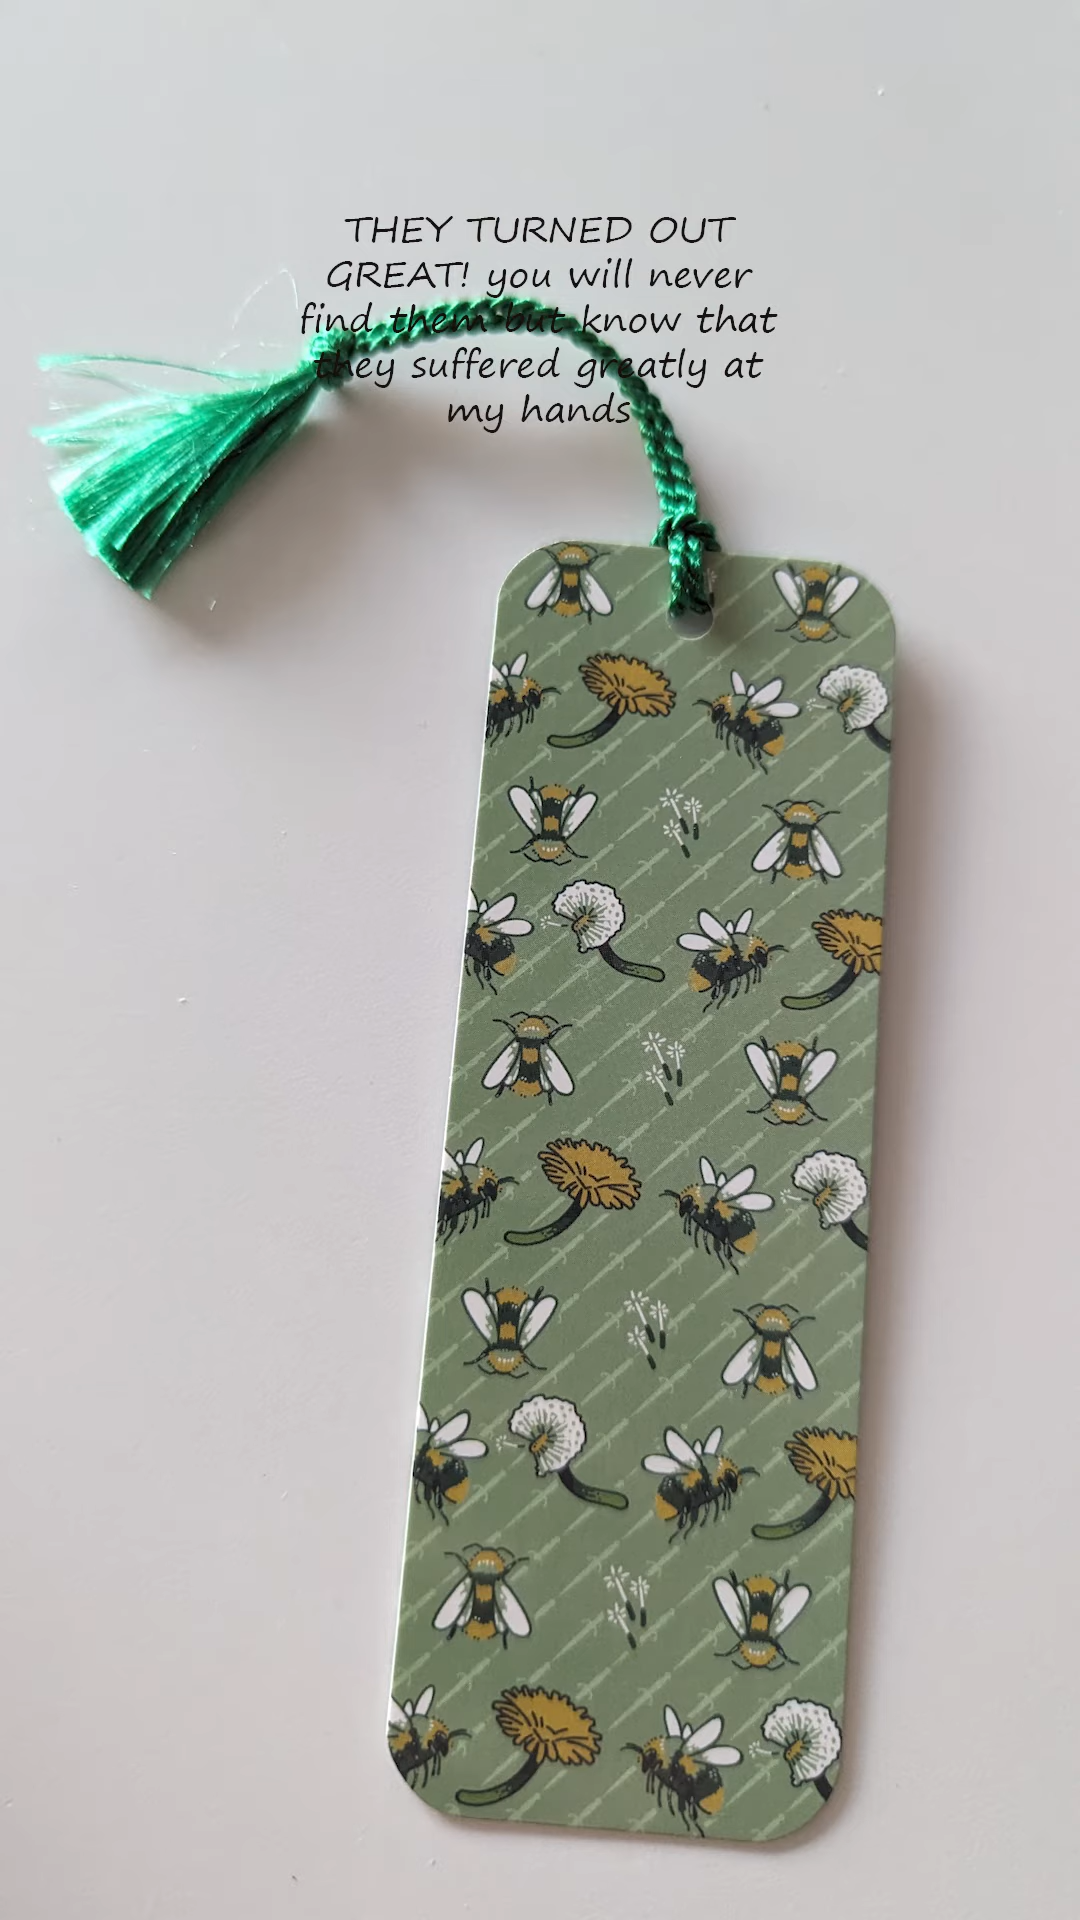 THEY TURNED OUT
GREAT! you will never
find them but know that
they suffered greatly at
my hands